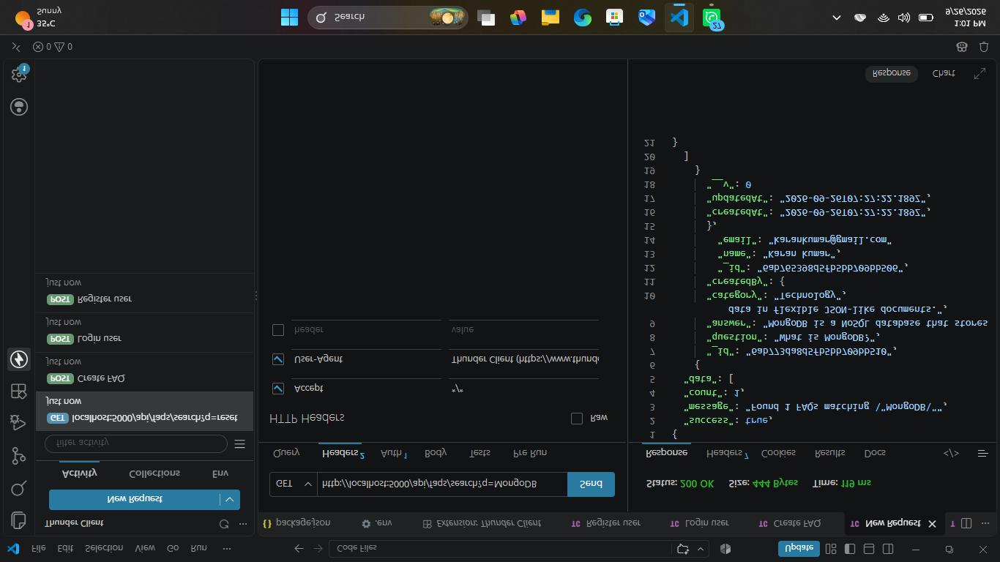 File Edit Selection View Go Run ···
Code Files
Update
Thunder Client
New Request
Activity Collections Env
filter activity
GET localhost:5000/api/faqs/search?q=reset
just now
POST Create FAQ
just now
POST Login user
just now
POST Register user
just now
package.json
.env
Extension: Thunder Client
TC Register user
TC Login user
TC Create FAQ
TC New Request
GET http://localhost:5000/api/faqs/search?q=MongoDB Send
Query Headers 2 Auth 1 Body Tests Pre Run
HTTP Headers Raw
Accept */*
User-Agent Thunder Client (https://www.thund
header value
Status: 200 OK Size: 444 Bytes Time: 119 ms
Response Headers 7 Cookies Results Docs
1 {
2 "success": true,
3 "message": "Found 1 FAQs matching \"MongoDB\"",
4 "count": 1,
5 "data": [
6 {
7 "_id": "6ab773da8d5fb5bb709bb510",
8 "question": "What is MongoDB?",
9 "answer": "MongoDB is a NoSQL database that stores
data in flexible JSON-like documents.",
10 "category": "Technology",
11 "createdBy": {
12 "_id": "6ab765398d5fb5bb709bb506",
13 "name": "Karan kumar",
14 "email": "karankumar@gmail.com"
15 },
16 "createdAt": "2026-09-26T07:27:22.189Z",
17 "updatedAt": "2026-09-26T07:27:22.189Z",
18 "__v": 0
19 }
20 ]
21 }
Response Chart
1
0 0
1
35°C
Sunny
Search
27
1:01 PM
9/26/2026